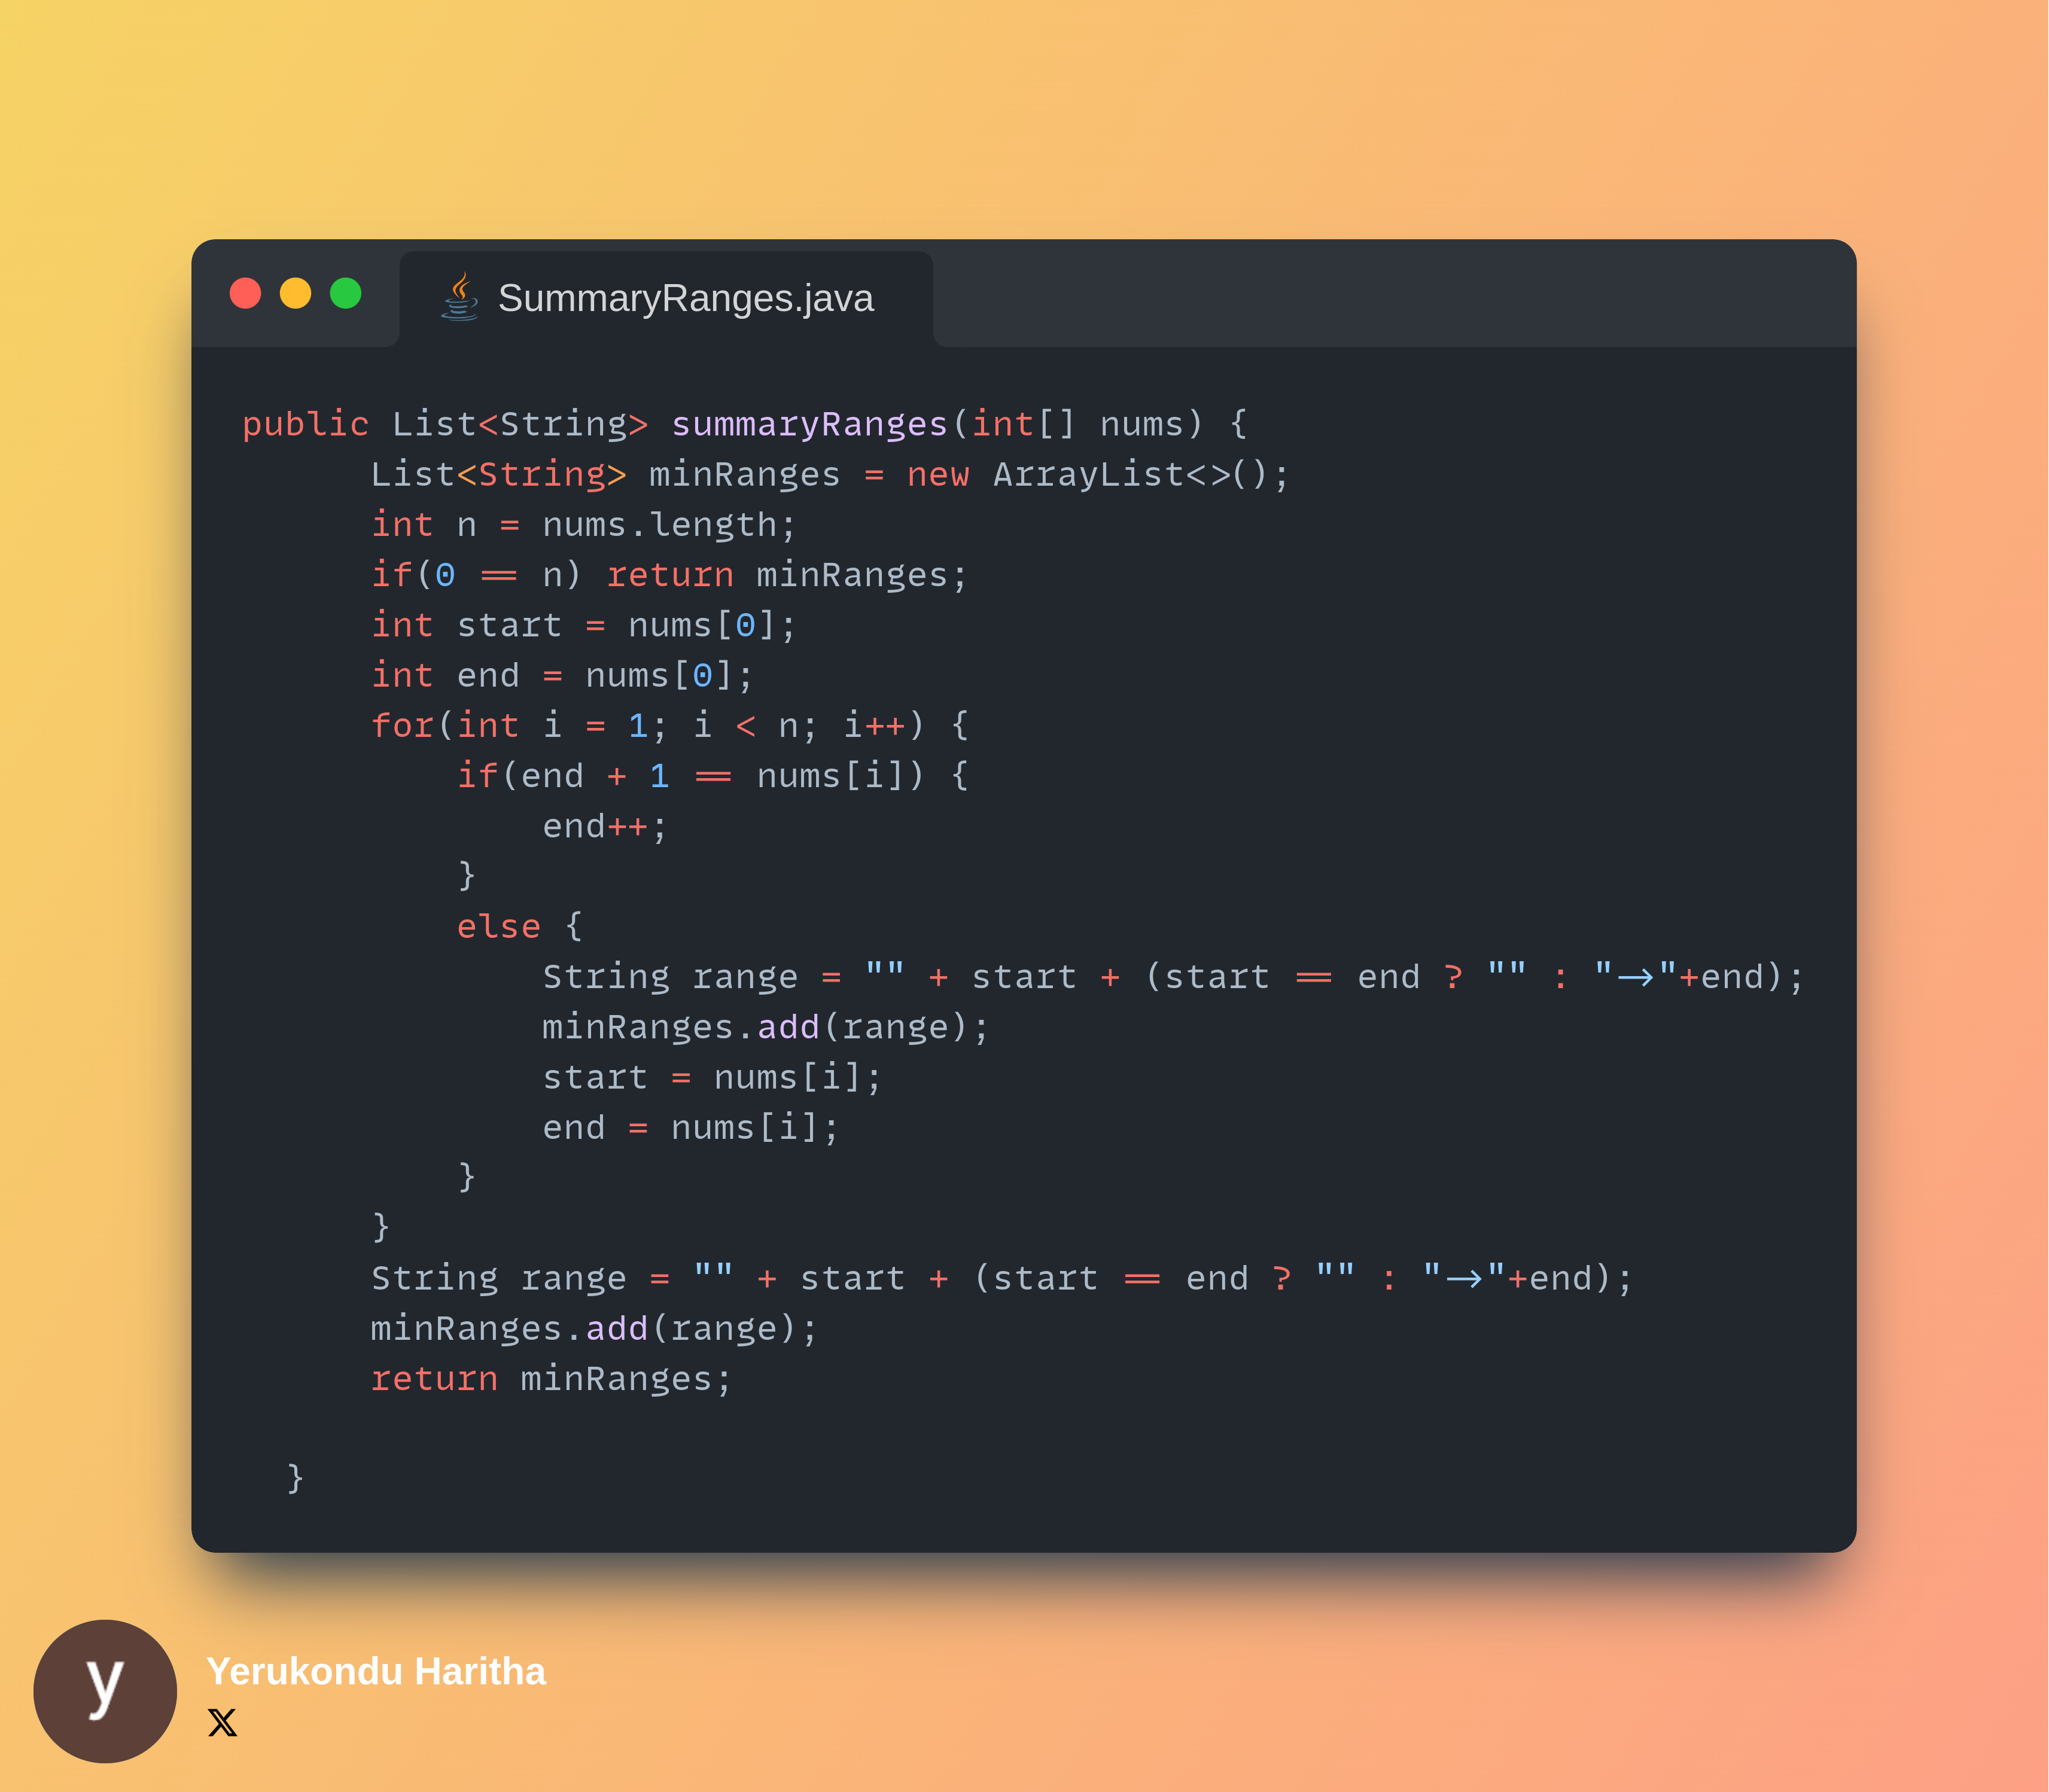 SummaryRanges.java
public List<String> summaryRanges(int[] nums) {
      List<String> minRanges = new ArrayList<>();
      int n = nums.length;
      if(0 == n) return minRanges;
      int start = nums[0];
      int end = nums[0];
      for(int i = 1; i < n; i++) {
          if(end + 1 == nums[i]) {
              end++;
          }
          else {
              String range = "" + start + (start == end ? "" : "->"+end);
              minRanges.add(range);
              start = nums[i];
              end = nums[i];
          }
      }
      String range = "" + start + (start == end ? "" : "->"+end);
      minRanges.add(range);
      return minRanges;

  }
y
Yerukondu Haritha
X